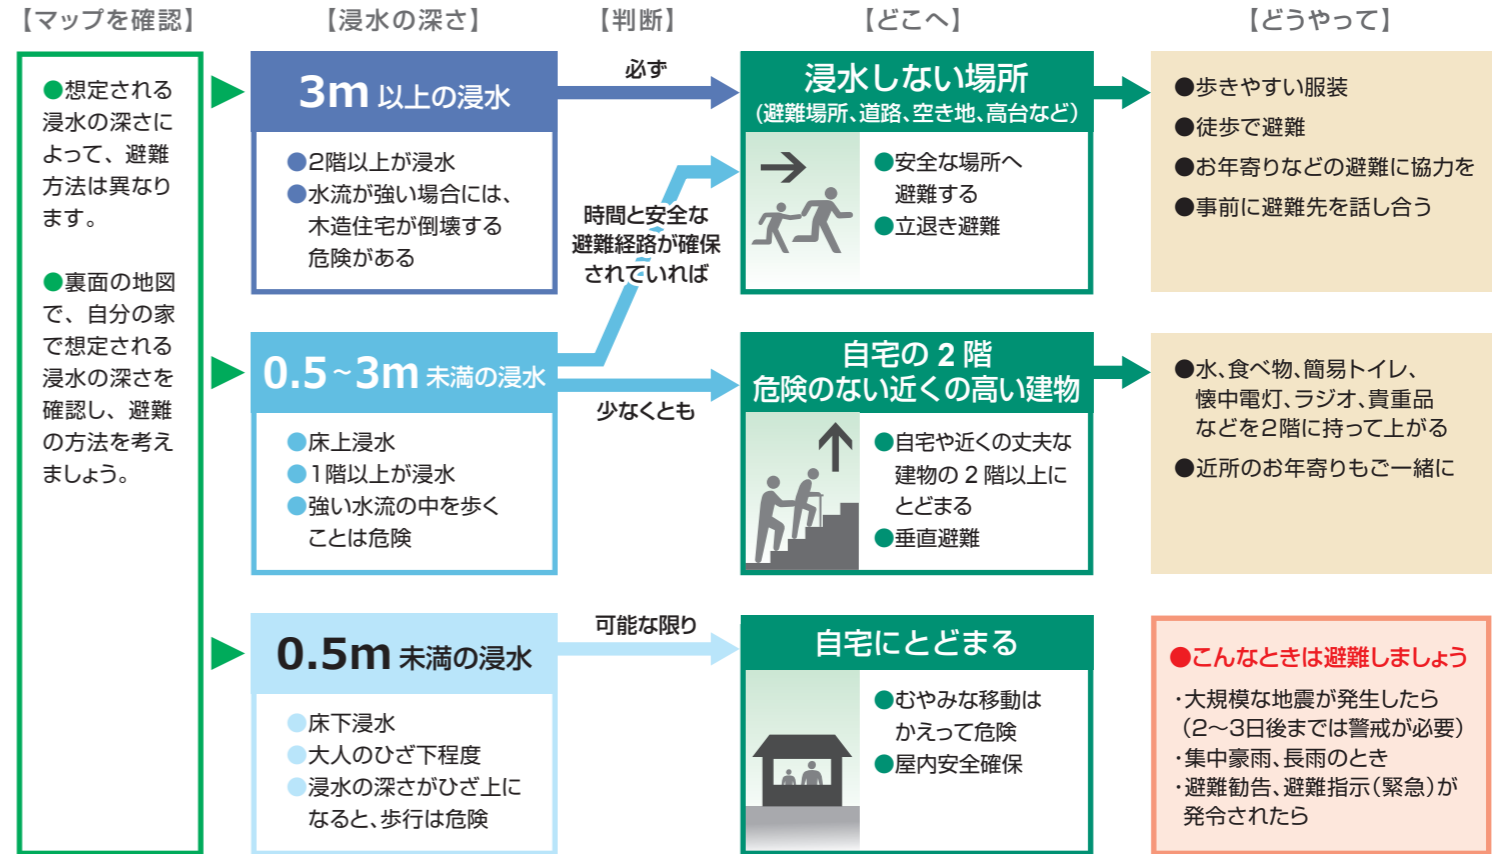 【マップを確認】
【浸水の深さ】
【判断】
【どこへ】
【どうやって】
●想定される
浸水の深さに
よって、避難
方法は異なり
ます。
●裏面の地図
で、自分の家
で想定される
浸水の深さを
確認し、避難
の方法を考え
ましょう。
3m 以上の浸水
●2階以上が浸水
●水流が強い場合には、
木造住宅が倒壊する
危険がある
必ず
浸水しない場所
(避難場所、道路、空き地、高台など)
●安全な場所へ
避難する
●立退き避難
●歩きやすい服装
●徒歩で避難
●お年寄りなどの避難に協力を
●事前に避難先を話し合う
時間と安全な
避難経路が確保
されていれば
0.5~3m 未満の浸水
●床上浸水
●1階以上が浸水
●強い水流の中を歩く
ことは危険
少なくとも
自宅の 2 階
危険のない近くの高い建物
●自宅や近くの丈夫な
建物の 2 階以上に
とどまる
●垂直避難
●水、食べ物、簡易トイレ、
懐中電灯、ラジオ、貴重品
などを2階に持って上がる
●近所のお年寄りもご一緒に
0.5m 未満の浸水
●床下浸水
●大人のひざ下程度
●浸水の深さがひざ上に
なると、歩行は危険
可能な限り
自宅にとどまる
●むやみな移動は
かえって危険
●屋内安全確保
●こんなときは避難しましょう
・大規模な地震が発生したら
(2〜3日後までは警戒が必要)
・集中豪雨、長雨のとき
・避難勧告、避難指示(緊急)が
発令されたら